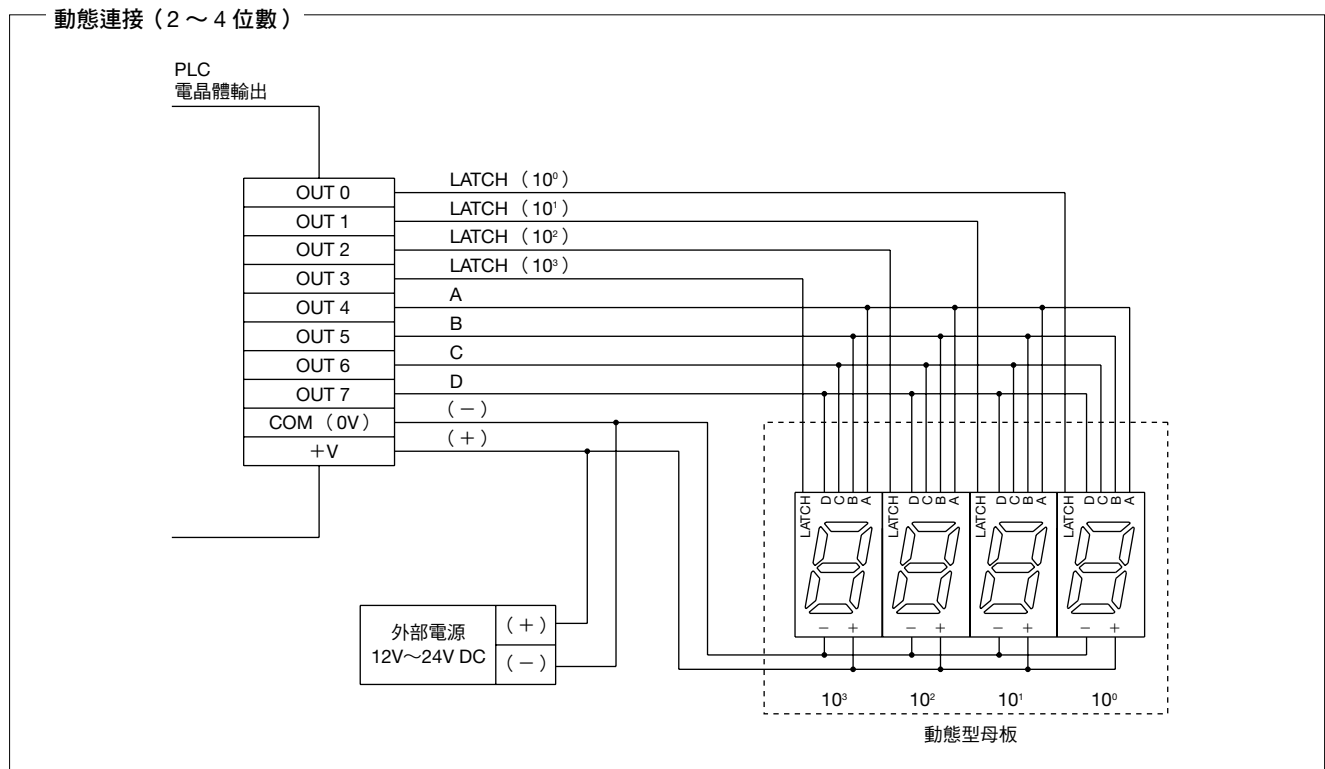 動態連接（2～4 位數）
PLC
電晶體輸出
OUT 0
OUT 1
OUT 2
OUT 3
OUT 4
OUT 5
OUT 6
OUT 7
COM （0V）
＋V
LATCH （10⁰）
LATCH （10¹）
LATCH （10²）
LATCH （10³）
A
B
C
D
（－）
（＋）
外部電源
12V～24V DC
（＋）
（－）
LATCH D C B A
LATCH D C B A
LATCH D C B A
LATCH D C B A
－ ＋
－ ＋
－ ＋
－ ＋
10³ 10² 10¹ 10⁰
動態型母板